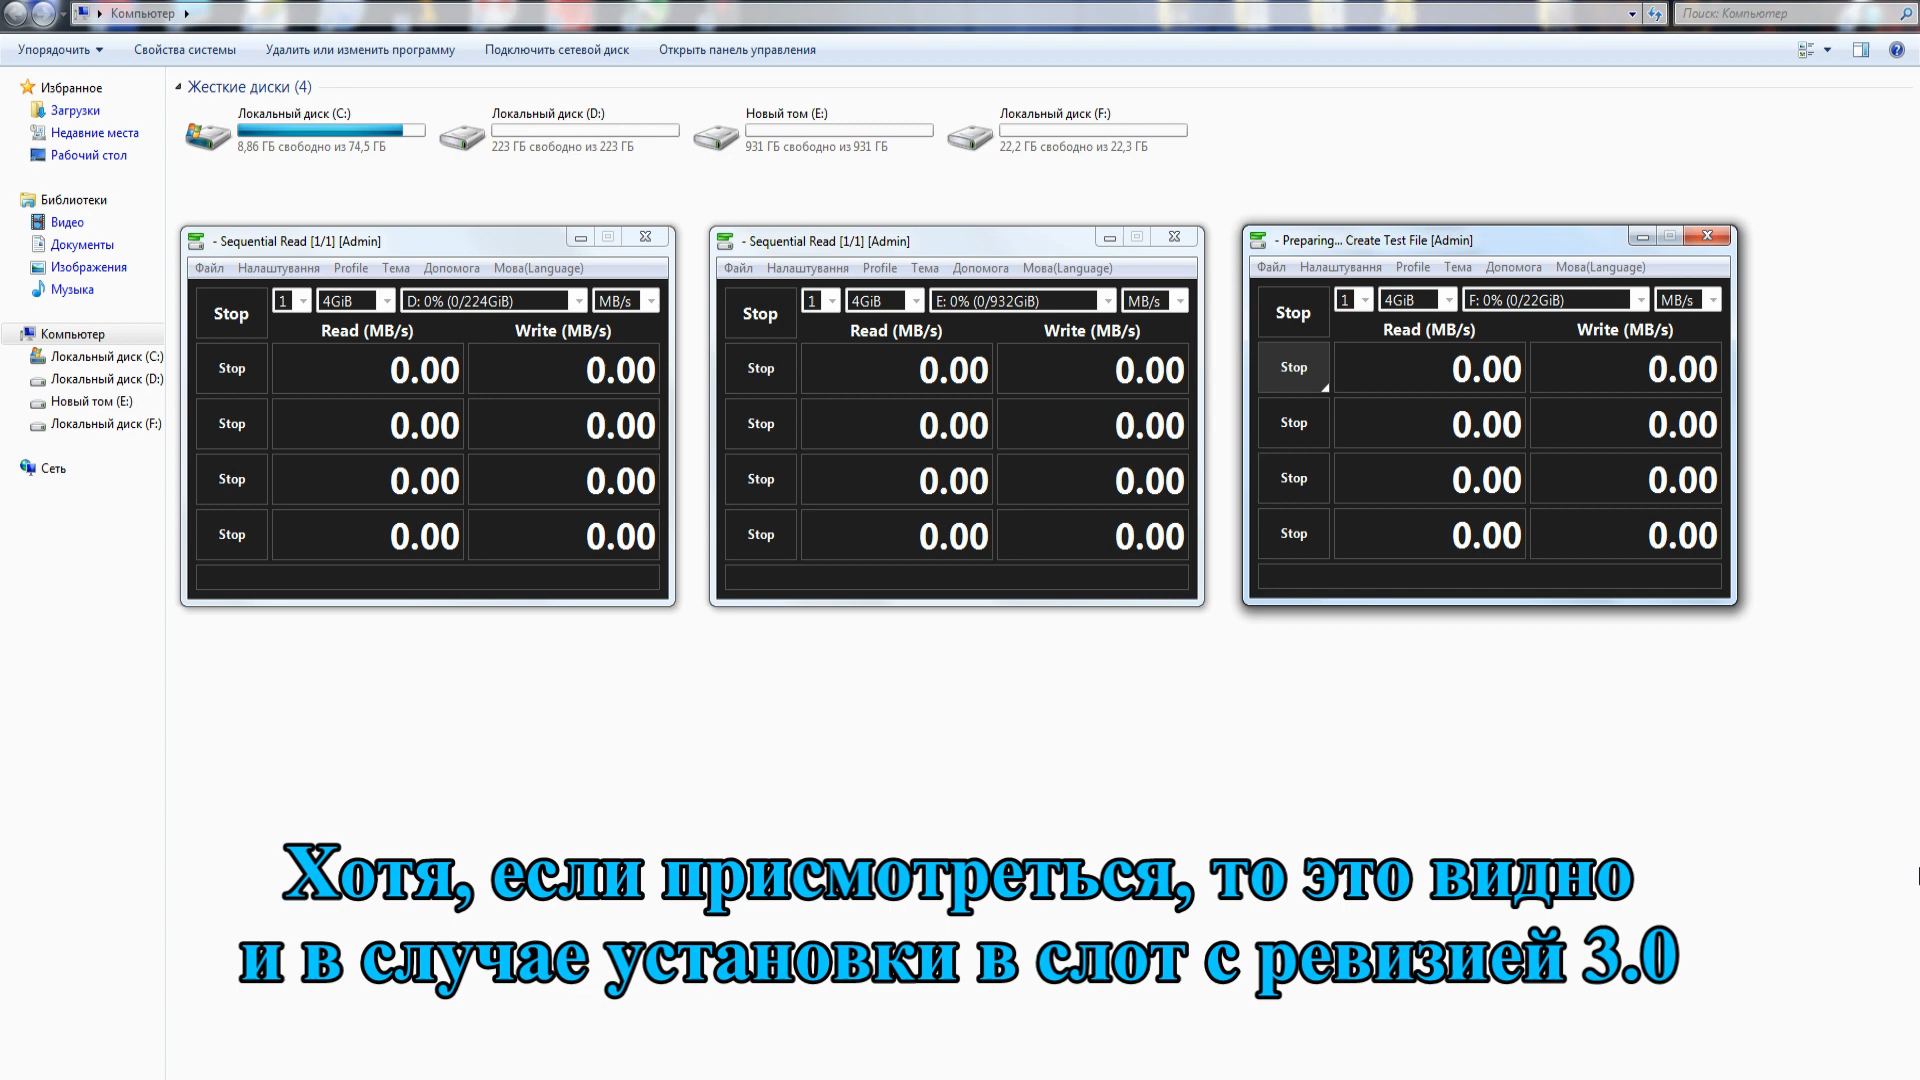 Компьютер
Поиск: Компьютер
Упорядочить Свойства системы Удалить или изменить программу Подключить сетевой диск Открыть панель управления
Избранное
Загрузки
Недавние места
Рабочий стол
Библиотеки
Видео
Документы
Изображения
Музыка
Компьютер
Локальный диск (C:)
Локальный диск (D:)
Новый том (E:)
Локальный диск (F:)
Сеть
Жесткие диски (4)
Локальный диск (C:)
8,86 ГБ свободно из 74,5 ГБ
Локальный диск (D:)
223 ГБ свободно из 223 ГБ
Новый том (E:)
931 ГБ свободно из 931 ГБ
Локальный диск (F:)
22,2 ГБ свободно из 22,3 ГБ
- Sequential Read [1/1] [Admin]
Файл Налаштування Profile Тема Допомога Мова(Language)
Stop 1 4GiB D: 0% (0/224GiB) MB/s
Read (MB/s) Write (MB/s)
Stop 0.00 0.00
Stop 0.00 0.00
Stop 0.00 0.00
Stop 0.00 0.00
- Sequential Read [1/1] [Admin]
Файл Налаштування Profile Тема Допомога Мова(Language)
Stop 1 4GiB E: 0% (0/932GiB) MB/s
Read (MB/s) Write (MB/s)
Stop 0.00 0.00
Stop 0.00 0.00
Stop 0.00 0.00
Stop 0.00 0.00
- Preparing... Create Test File [Admin]
Файл Налаштування Profile Тема Допомога Мова(Language)
Stop 1 4GiB F: 0% (0/22GiB) MB/s
Read (MB/s) Write (MB/s)
Stop 0.00 0.00
Stop 0.00 0.00
Stop 0.00 0.00
Stop 0.00 0.00
Хотя, если присмотреться, то это видно
и в случае установки в слот с ревизией 3.0